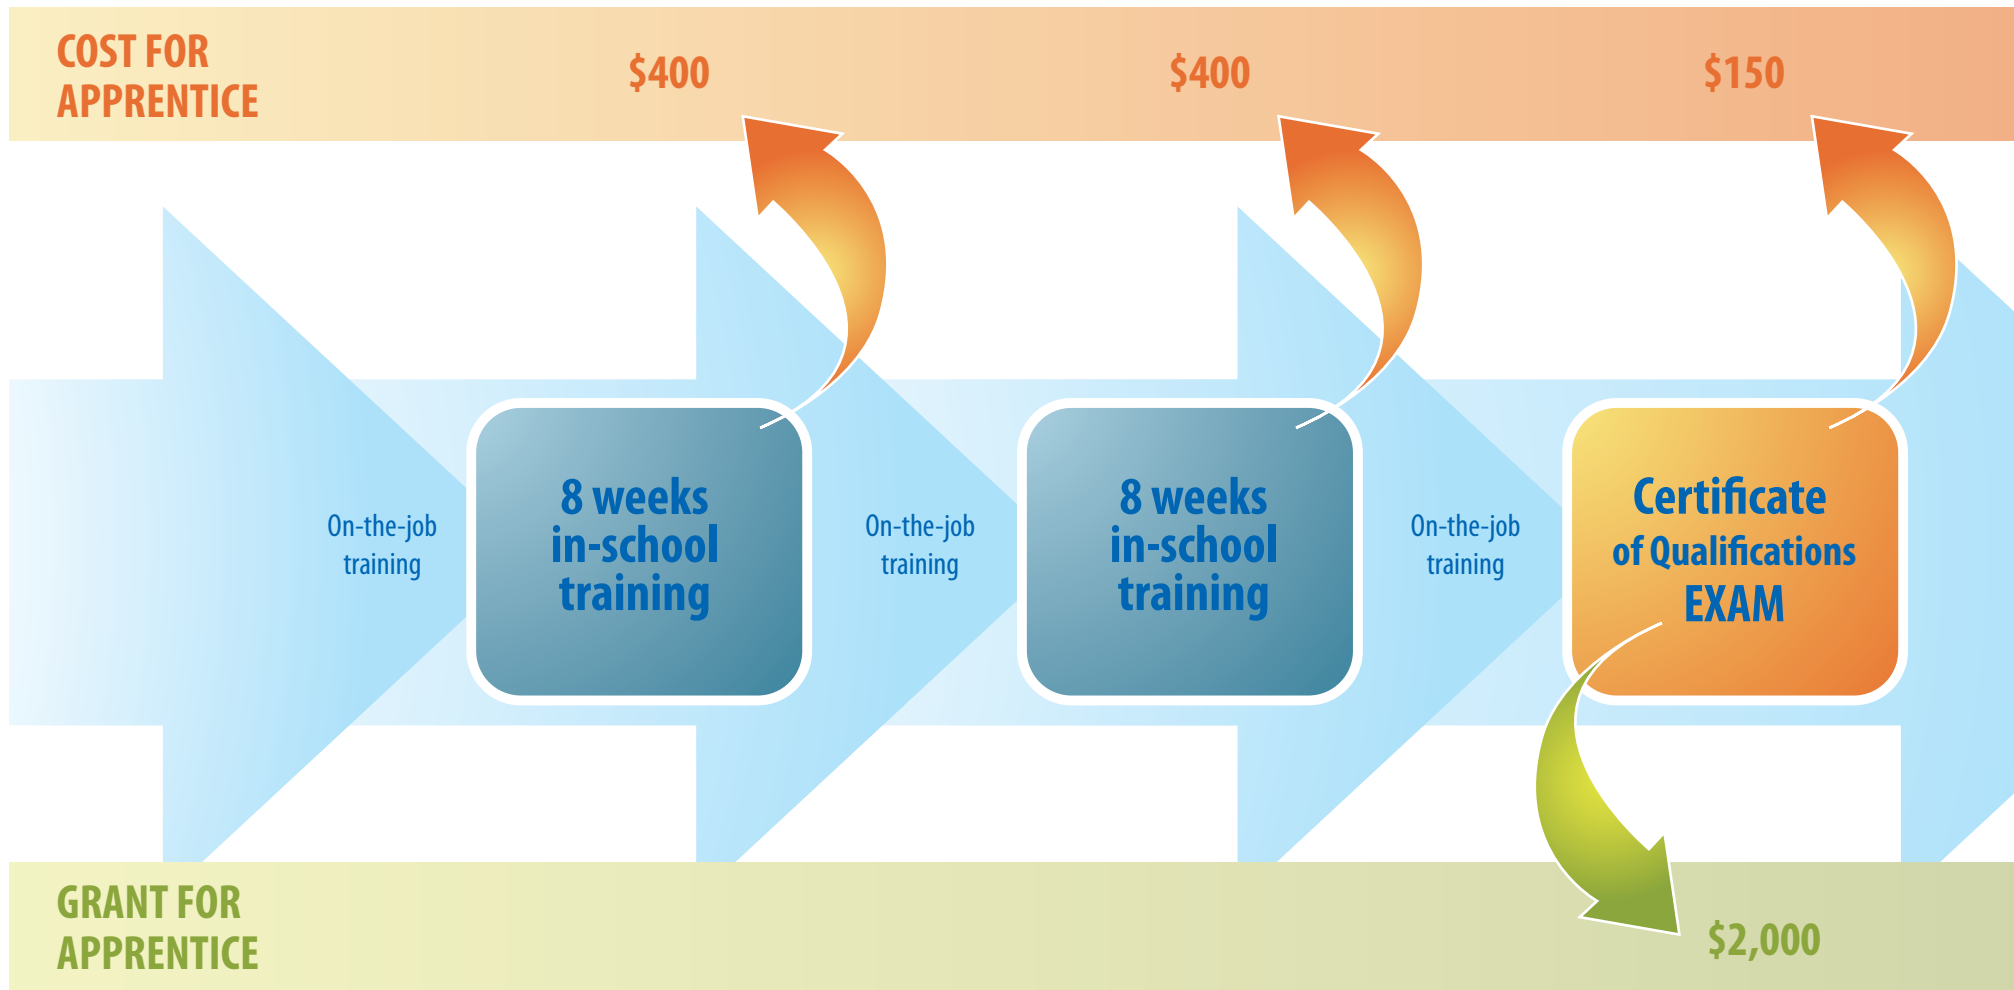 COST FOR
APPRENTICE
$400
$400
$150
On-the-job
training
8 weeks
in-school
training
On-the-job
training
8 weeks
in-school
training
On-the-job
training
Certificate
of Qualifications
EXAM
GRANT FOR
APPRENTICE
$2,000